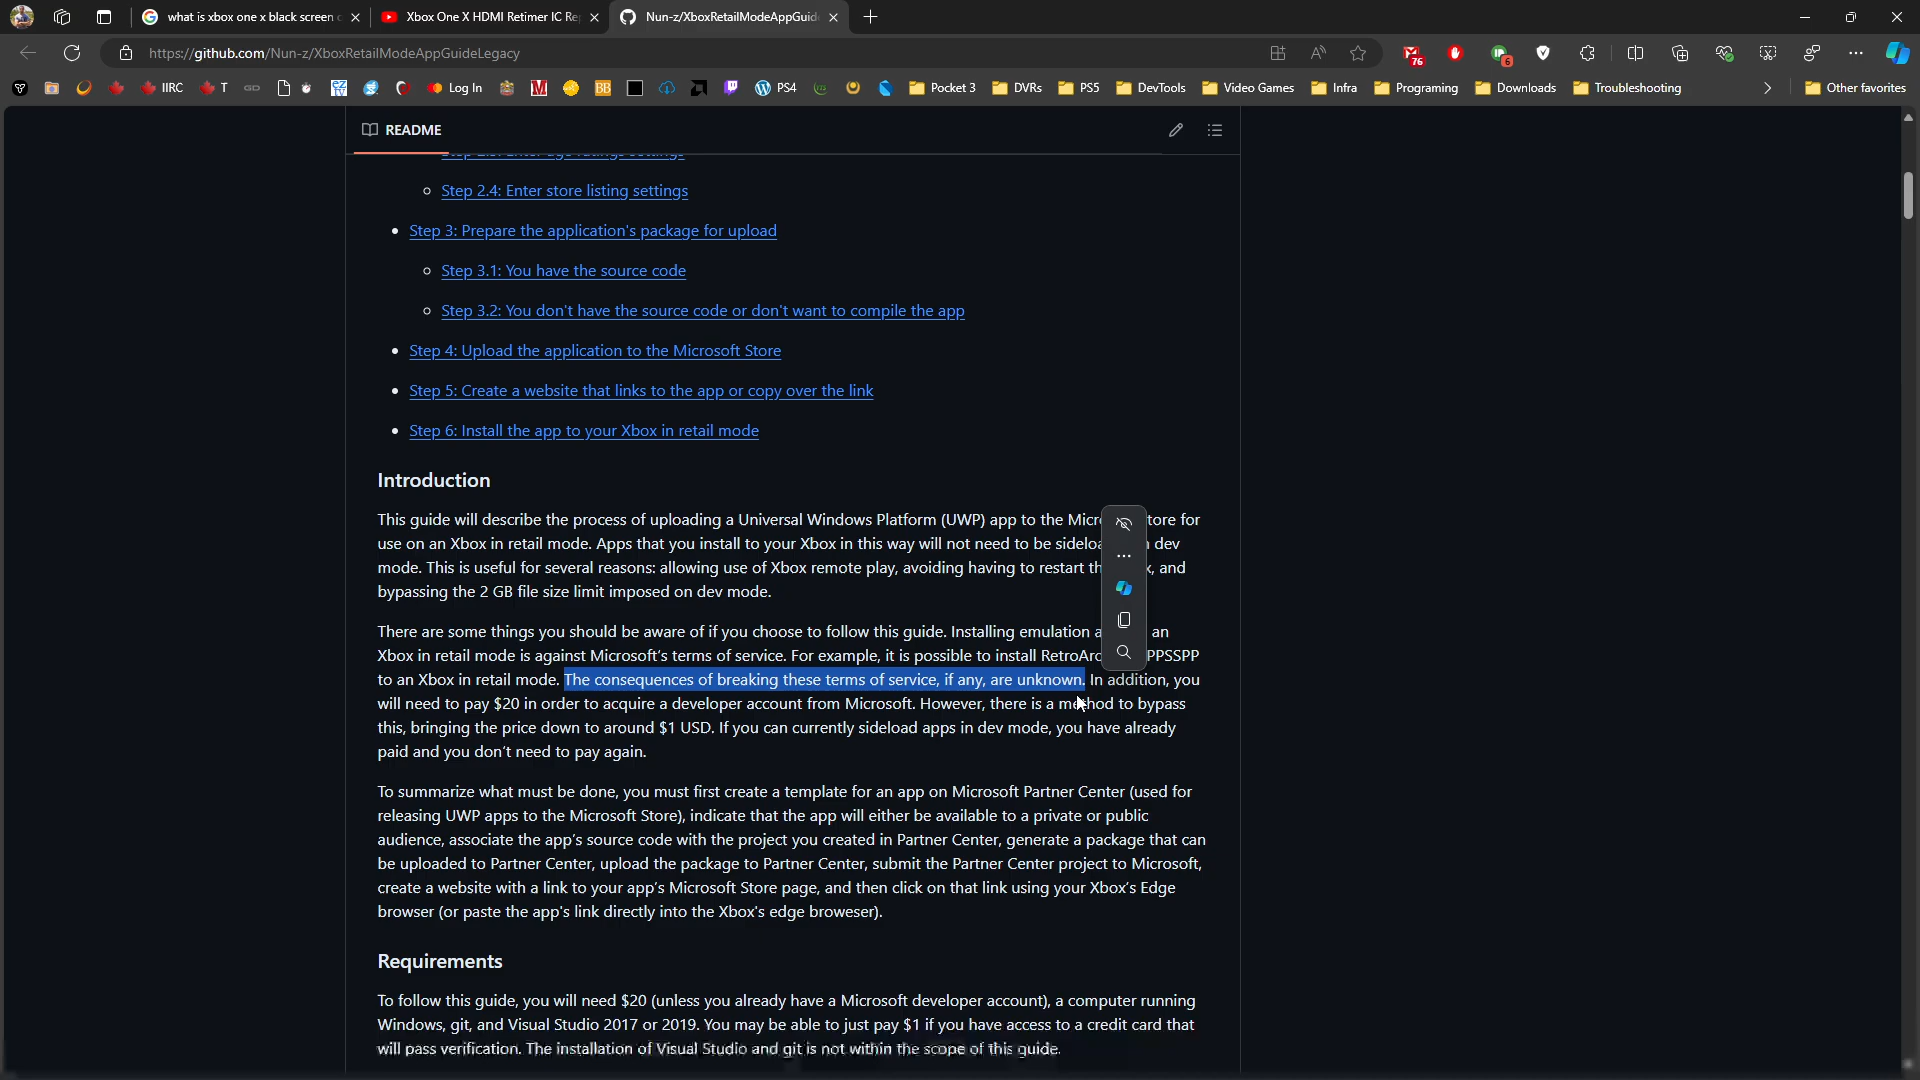 what is xbox one x black screen
Xbox One X HDMI Retimer IC Re
Nun-z/XboxRetailModeAppGuid
https://github.com/Nun-z/XboxRetailModeAppGuideLegacy
76
6
IIRC
T
Log In
M
BB
PS4
Pocket 3
DVRs
PS5
DevTools
Video Games
Infra
Programing
Downloads
Troubleshooting
Other favorites
README
Step 2.4: Enter store listing settings
Step 3: Prepare the application's package for upload
Step 3.1: You have the source code
Step 3.2: You don't have the source code or don't want to compile the app
Step 4: Upload the application to the Microsoft Store
Step 5: Create a website that links to the app or copy over the link
Step 6: Install the app to your Xbox in retail mode
Introduction
This guide will describe the process of uploading a Universal Windows Platform (UWP) app to the Micr tore for
use on an Xbox in retail mode. Apps that you install to your Xbox in this way will not need to be sideloa dev
mode. This is useful for several reasons: allowing use of Xbox remote play, avoiding having to restart th , and
bypassing the 2 GB file size limit imposed on dev mode.
There are some things you should be aware of if you choose to follow this guide. Installing emulation a an
Xbox in retail mode is against Microsoft's terms of service. For example, it is possible to install RetroArc PPSSPP
to an Xbox in retail mode. The consequences of breaking these terms of service, if any, are unknown. In addition, you
will need to pay $20 in order to acquire a developer account from Microsoft. However, there is a method to bypass
this, bringing the price down to around $1 USD. If you can currently sideload apps in dev mode, you have already
paid and you don't need to pay again.
To summarize what must be done, you must first create a template for an app on Microsoft Partner Center (used for
releasing UWP apps to the Microsoft Store), indicate that the app will either be available to a private or public
audience, associate the app's source code with the project you created in Partner Center, generate a package that can
be uploaded to Partner Center, upload the package to Partner Center, submit the Partner Center project to Microsoft,
create a website with a link to your app's Microsoft Store page, and then click on that link using your Xbox's Edge
browser (or paste the app's link directly into the Xbox's edge broweser).
Requirements
To follow this guide, you will need $20 (unless you already have a Microsoft developer account), a computer running
Windows, git, and Visual Studio 2017 or 2019. You may be able to just pay $1 if you have access to a credit card that
will pass verification. The installation of Visual Studio and git is not within the scope of this guide.